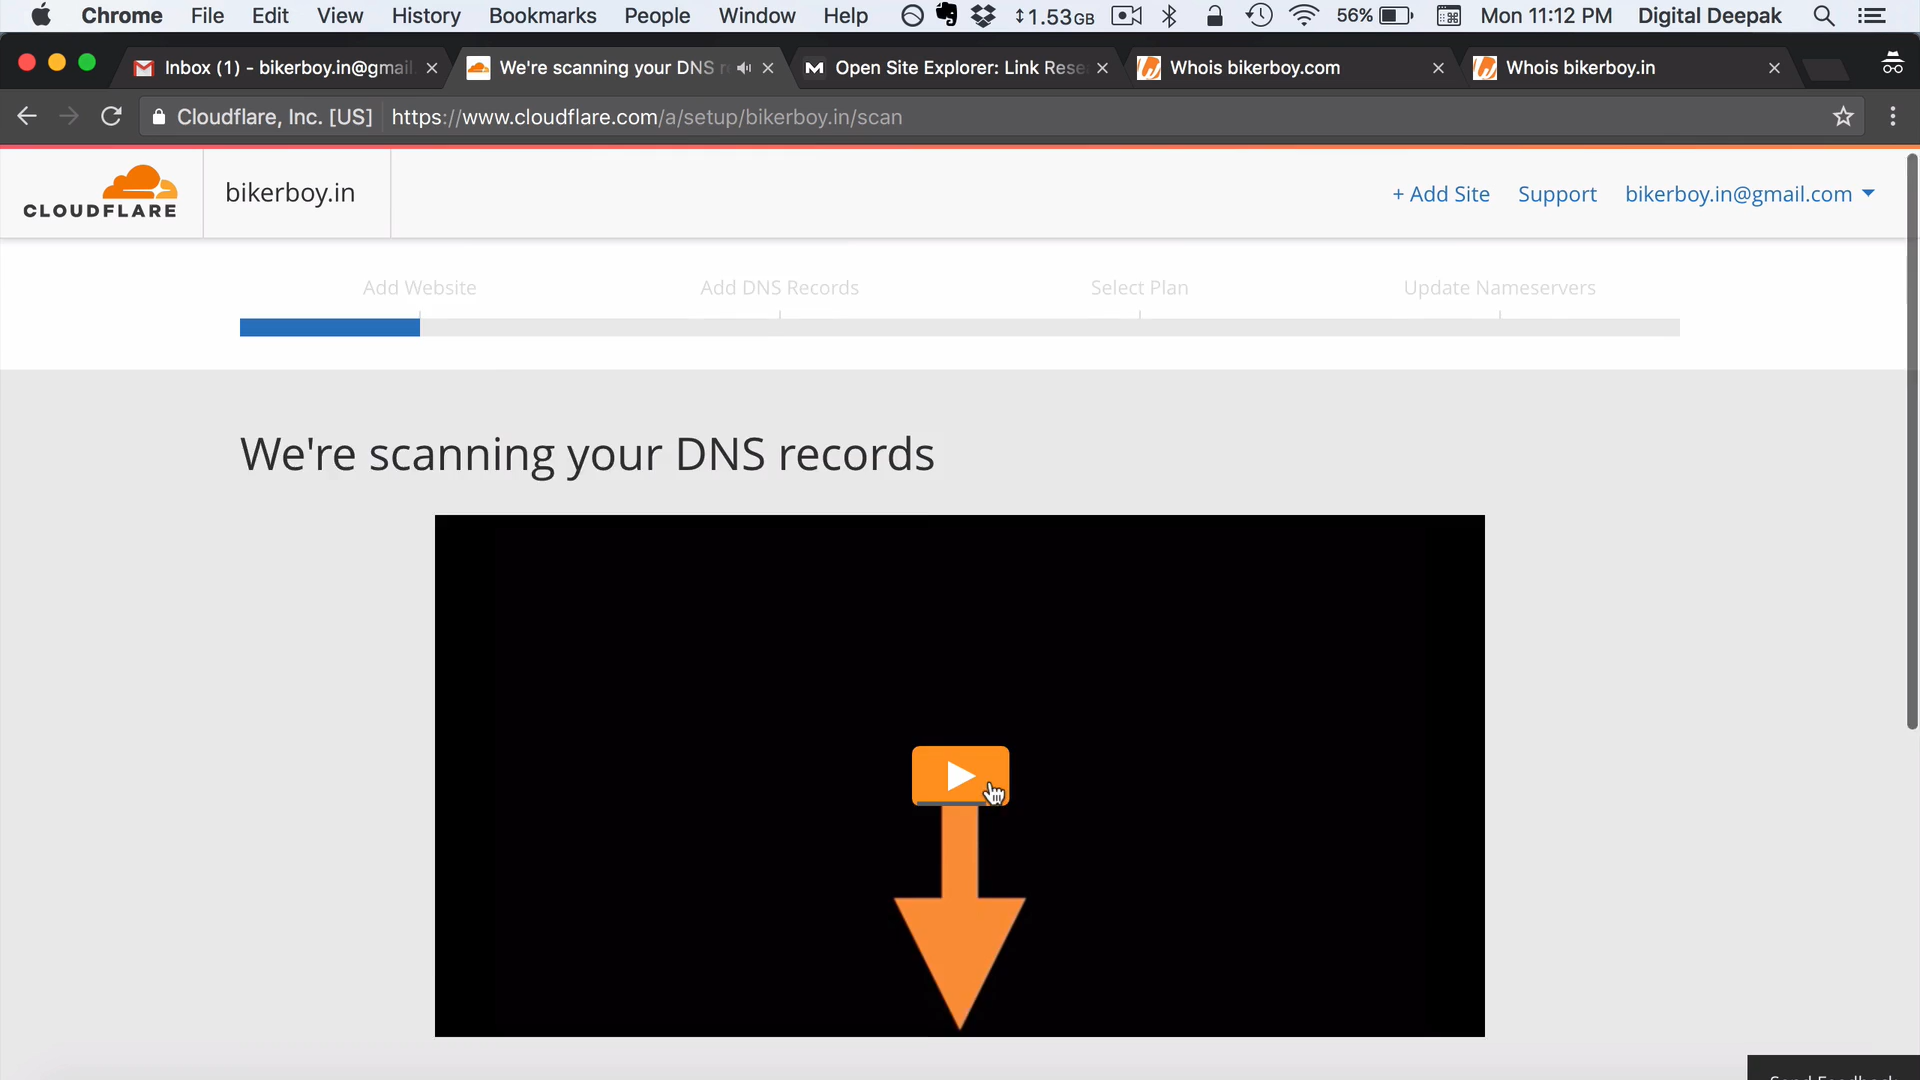 Chrome File Edit View History Bookmarks People Window Help 1.53GB 56% Mon 11:12 PM Digital Deepak
Inbox (1) - bikerboy.in@gmail We're scanning your DNS r Open Site Explorer: Link Rese Whois bikerboy.com Whois bikerboy.in
Cloudflare, Inc. [US] https://www.cloudflare.com/a/setup/bikerboy.in/scan
CLOUDFLARE bikerboy.in + Add Site Support bikerboy.in@gmail.com
Add Website Add DNS Records Select Plan Update Nameservers
We're scanning your DNS records